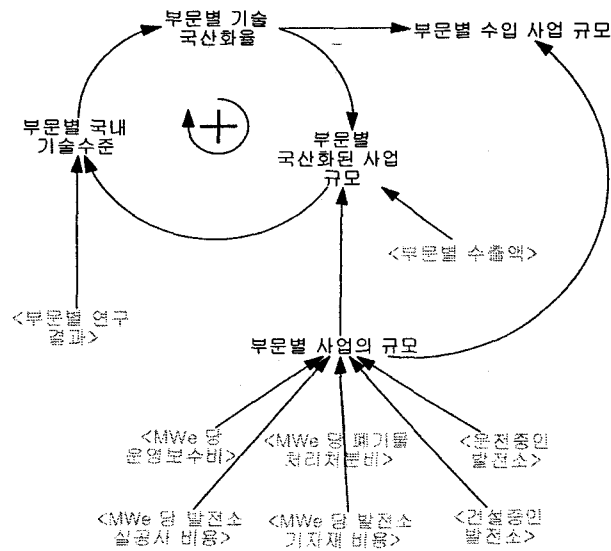 부문별 기술
국산화율
부문별 수입 사업 규모
부문별 국내
기술수준
부문별
국산화된 사업
규모
<부문별 수출액>
<부문별 연구
결과>
부문별 사업의 규모
<MWe 당
운영보수비>
<MWe 당 폐기물
처리처분비>
<운전중인
발전소>
<MWe 당 발전소
실공사 비용>
<MWe 당 발전소
기자재 비용>
<건설중인
발전소>